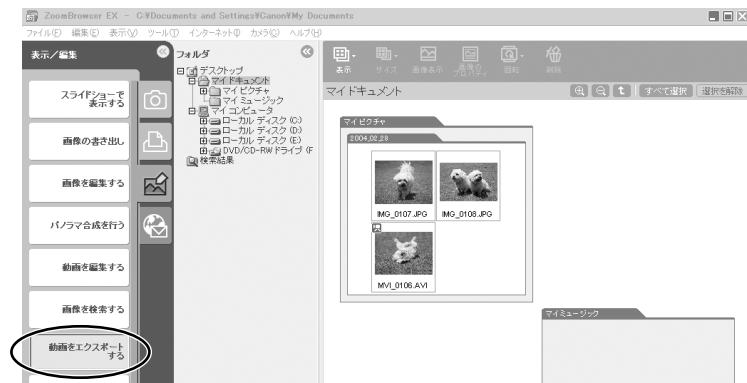 ZoomBrowser EX - C:¥Documents and Settings¥Canon¥My Documents
ファイル(F) 編集(E) 表示(V) ツール(T) インターネット(I) カメラ(C) ヘルプ(H)
表示/編集
スライドショーで
表示する
画像の書き出し
画像を編集する
パノラマ合成を行う
動画を編集する
画像を検索する
動画をエクスポート
する
フォルダ
デスクトップ
マイ ドキュメント
マイ ピクチャ
マイ ミュージック
マイ コンピュータ
ローカル ディスク (C:)
ローカル ディスク (D:)
ローカル ディスク (E:)
DVD/CD-RW ドライブ (F
検索結果
表示 サイズ 画像表示 画像の
プロパティ 回転 削除
マイ ドキュメント
すべて選択 選択を解除
マイ ピクチャ
2004_02_28
IMG_0107.JPG IMG_0108.JPG
MVI_0106.AVI
マイ ミュージック